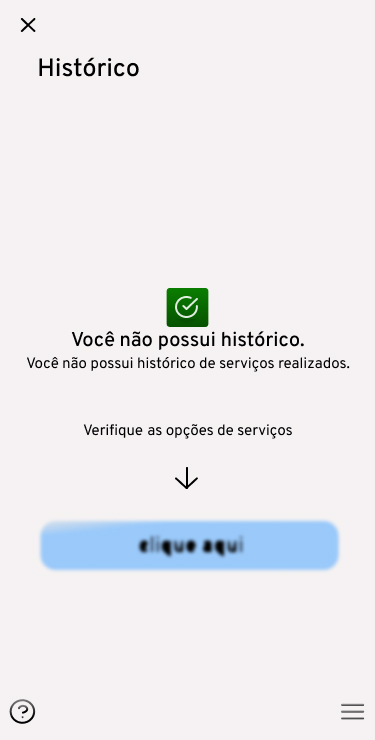 Histórico
Você não possui histórico.
Você não possui histórico de serviços realizados.
Verifique as opções de serviços
clique aqui